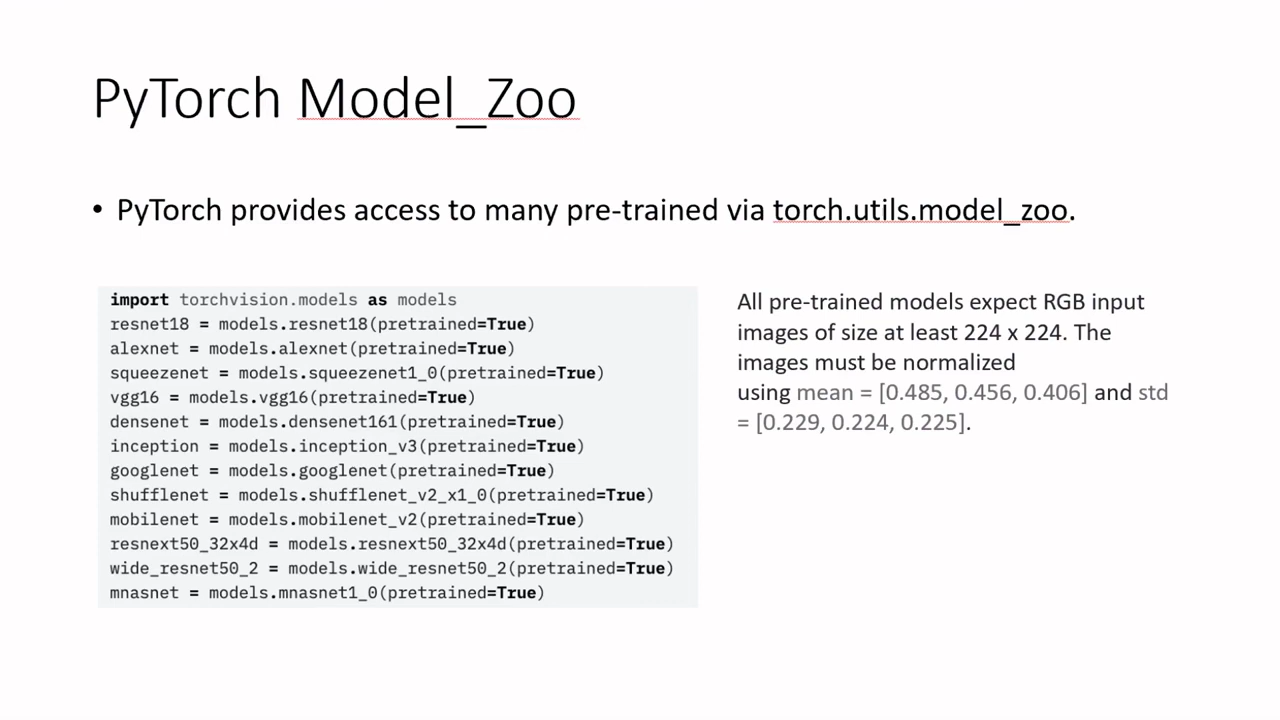 PyTorch Model_Zoo
• PyTorch provides access to many pre-trained via torch.utils.model_zoo.
import torchvision.models as models
resnet18 = models.resnet18(pretrained=True)
alexnet = models.alexnet(pretrained=True)
squeezenet = models.squeezenet1_0(pretrained=True)
vgg16 = models.vgg16(pretrained=True)
densenet = models.densenet161(pretrained=True)
inception = models.inception_v3(pretrained=True)
googlenet = models.googlenet(pretrained=True)
shufflenet = models.shufflenet_v2_x1_0(pretrained=True)
mobilenet = models.mobilenet_v2(pretrained=True)
resnext50_32x4d = models.resnext50_32x4d(pretrained=True)
wide_resnet50_2 = models.wide_resnet50_2(pretrained=True)
mnasnet = models.mnasnet1_0(pretrained=True)
All pre-trained models expect RGB input
images of size at least 224 x 224. The
images must be normalized
using mean = [0.485, 0.456, 0.406] and std
= [0.229, 0.224, 0.225].